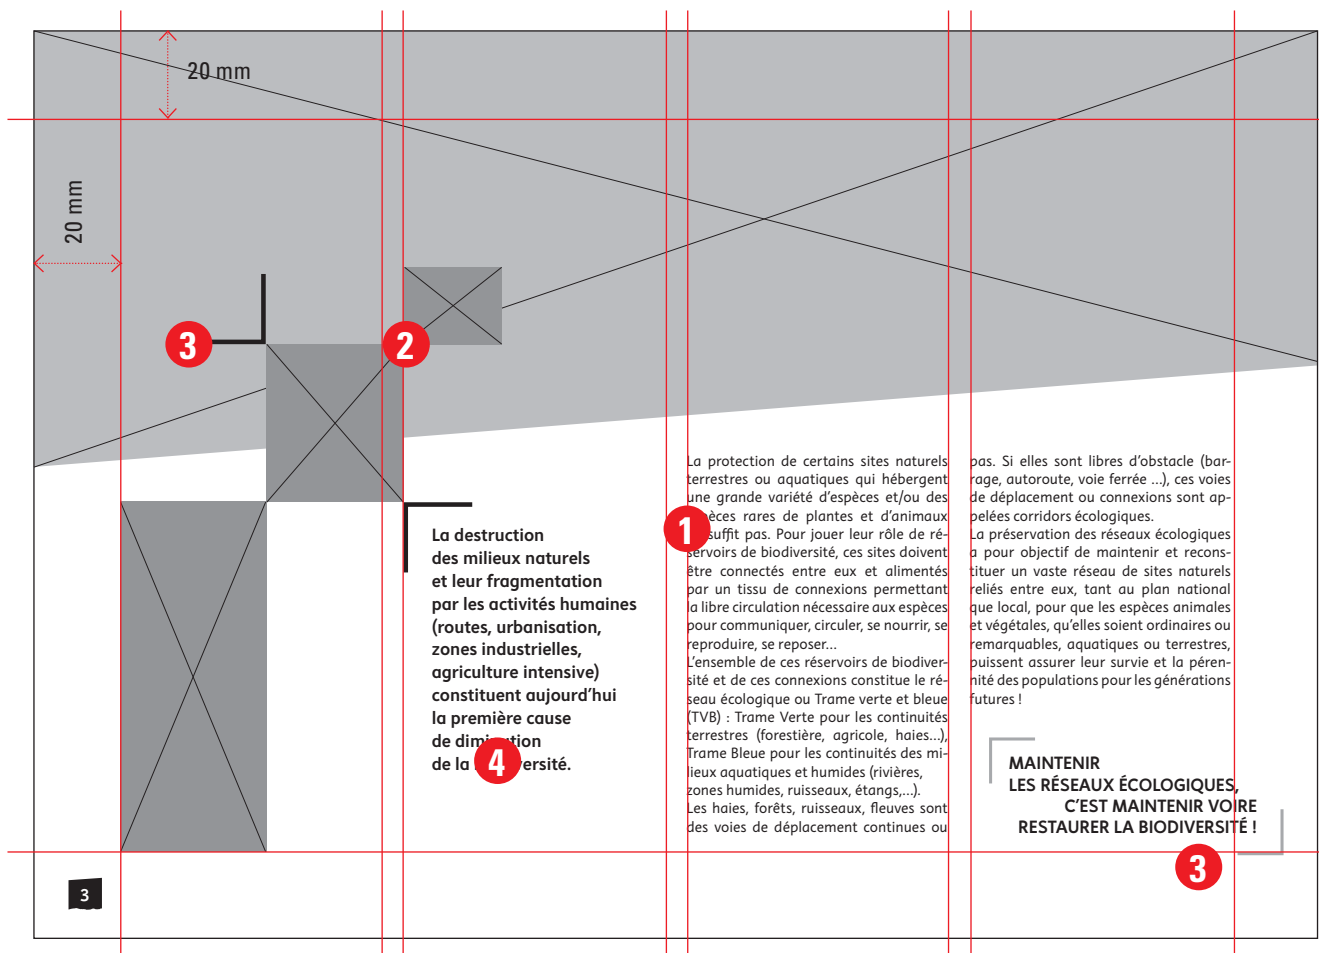 20 mm
20 mm
3
2
La destruction
des milieux naturels
et leur fragmentation
par les activités humaines
(routes, urbanisation,
zones industrielles,
agriculture intensive)
constituent aujourd’hui
la première cause
de diminution
de la
4
ersité.
La protection de certains sites naturels
terrestres ou aquatiques qui hébergent
une grande variété d’espèces et/ou des
espèces rares de plantes et d’animaux
1
suffit pas. Pour jouer leur rôle de ré-
servoirs de biodiversité, ces sites doivent
être connectés entre eux et alimentés
par un tissu de connexions permettant
la libre circulation nécessaire aux espèces
pour communiquer, circuler, se nourrir, se
reproduire, se reposer...
L’ensemble de ces réservoirs de biodiver-
sité et de ces connexions constitue le ré-
seau écologique ou Trame verte et bleue
(TVB) : Trame Verte pour les continuités
terrestres (forestière, agricole, haies...),
Trame Bleue pour les continuités des mi-
lieux aquatiques et humides (rivières,
zones humides, ruisseaux, étangs,...).
Les haies, forêts, ruisseaux, fleuves sont
des voies de déplacement continues ou
pas. Si elles sont libres d’obstacle (bar-
rage, autoroute, voie ferrée ...), ces voies
de déplacement ou connexions sont ap-
pelées corridors écologiques.
La préservation des réseaux écologiques
a pour objectif de maintenir et recons-
tituer un vaste réseau de sites naturels
reliés entre eux, tant au plan national
que local, pour que les espèces animales
et végétales, qu’elles soient ordinaires ou
remarquables, aquatiques ou terrestres,
puissent assurer leur survie et la péren-
nité des populations pour les générations
futures !
MAINTENIR
LES RÉSEAUX ÉCOLOGIQUES,
C’EST MAINTENIR VOIRE
RESTAURER LA BIODIVERSITÉ !
3
3